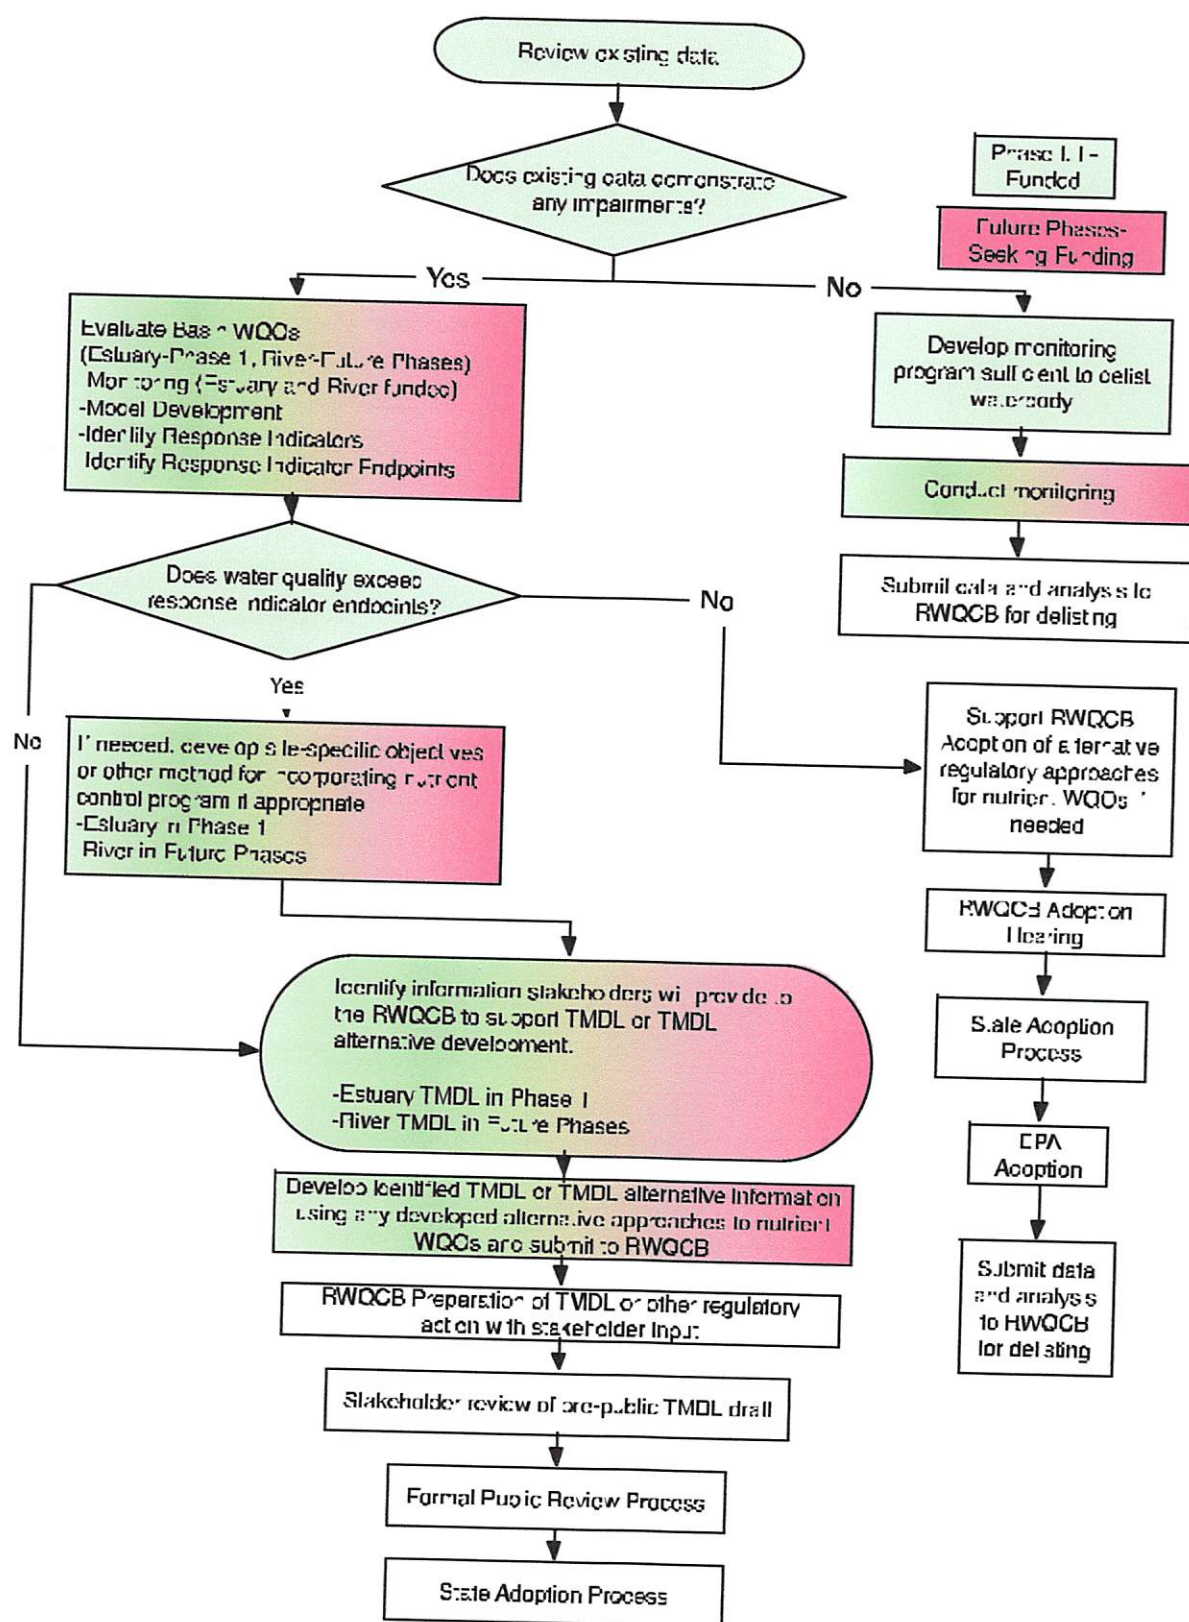 Review existing data
Does existing data demonstrate
any impairments?
Phase I, II -
Funded
Future Phases-
Seeking Funding
Yes
No
Evaluate Basin WQOs
(Estuary-Phase 1, River-Future Phases)
Monitoring (Estuary and River funded)
-Model Development
-Identify Response Indicators
Identify Response Indicator Endpoints
Develop monitoring
program sufficient to delist
waterbody
Conduct monitoring
Submit data and analysis to
RWQCB for delisting
Does water quality exceed
response indicator endpoints?
No
Yes
No
If needed, develop site-specific objectives
or other method for incorporating nutrient
control program if appropriate
-Estuary in Phase 1
River in Future Phases
Support RWQCB
Adoption of alternative
regulatory approaches
for nutrient WQOs if
needed
RWQCB Adoption
Hearing
State Adoption
Process
EPA
Adoption
Submit data
and analysis
to RWQCB
for delisting
Identify information stakeholders will provide to
the RWQCB to support TMDL or TMDL
alternative development.
-Estuary TMDL in Phase 1
-River TMDL in Future Phases
Develop identified TMDL or TMDL alternative information
using any developed alternative approaches to nutrient
WQOs and submit to RWQCB
RWQCB Preparation of TMDL or other regulatory
action with stakeholder input
Stakeholder review of pre-public TMDL draft
Formal Public Review Process
State Adoption Process